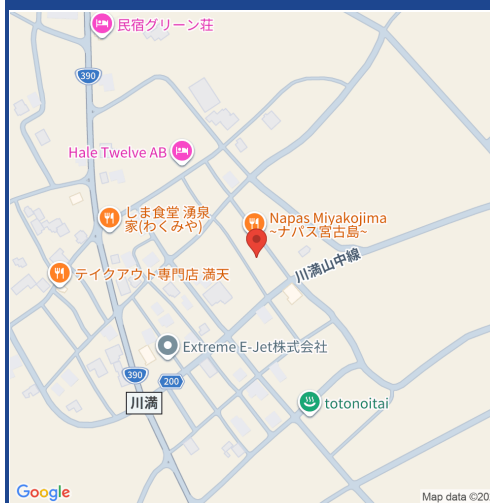 民宿グリーン荘
390
Hale Twelve AB
しま食堂 湧泉
家(わくみや)
Napas Miyakojima
~ナパス宮古島~
川満山中線
テイクアウト専門店 満天
Extreme E-Jet株式会社
390
200
川満
totonoitai
Google
Map data ©20